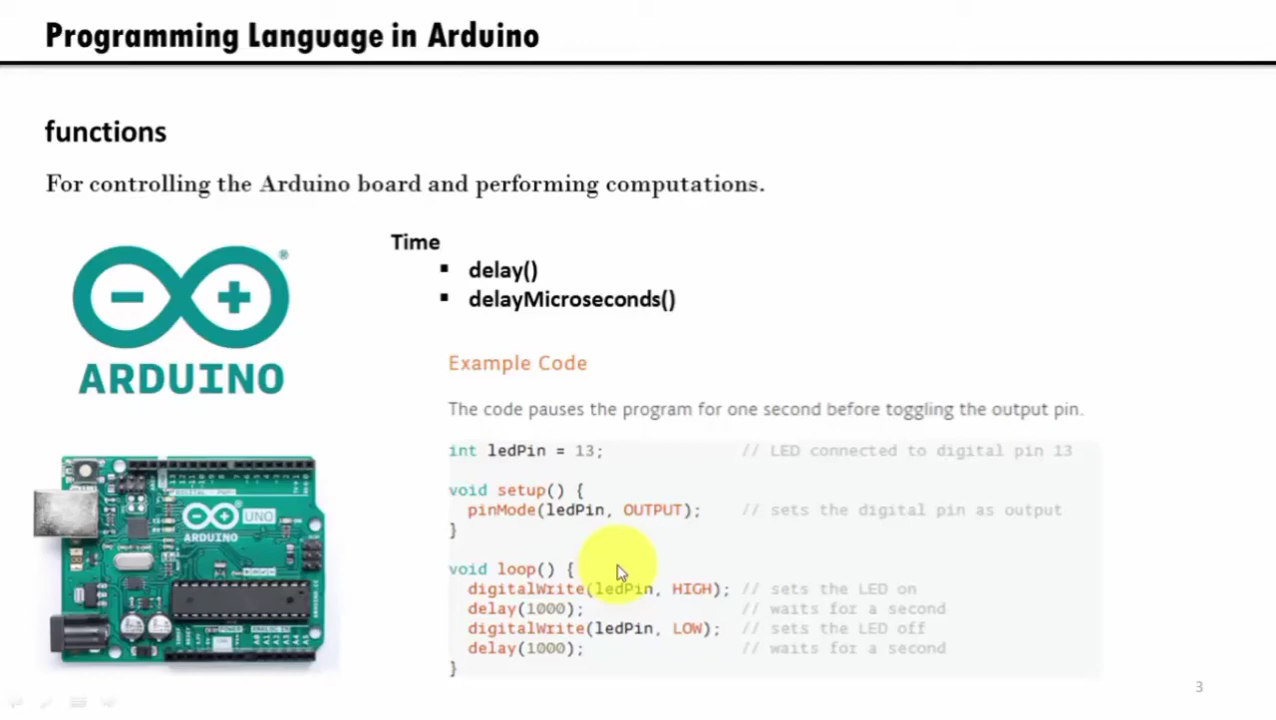 Programming Language in Arduino
functions
For controlling the Arduino board and performing computations.
Time
▪ delay()
▪ delayMicroseconds()
®
ARDUINO
Example Code
The code pauses the program for one second before toggling the output pin.
int ledPin = 13; // LED connected to digital pin 13
void setup() {
pinMode(ledPin, OUTPUT); // sets the digital pin as output
}
void loop() {
digitalWrite(ledPin, HIGH); // sets the LED on
delay(1000); // waits for a second
digitalWrite(ledPin, LOW); // sets the LED off
delay(1000); // waits for a second
}
UNO
ARDUINO
3